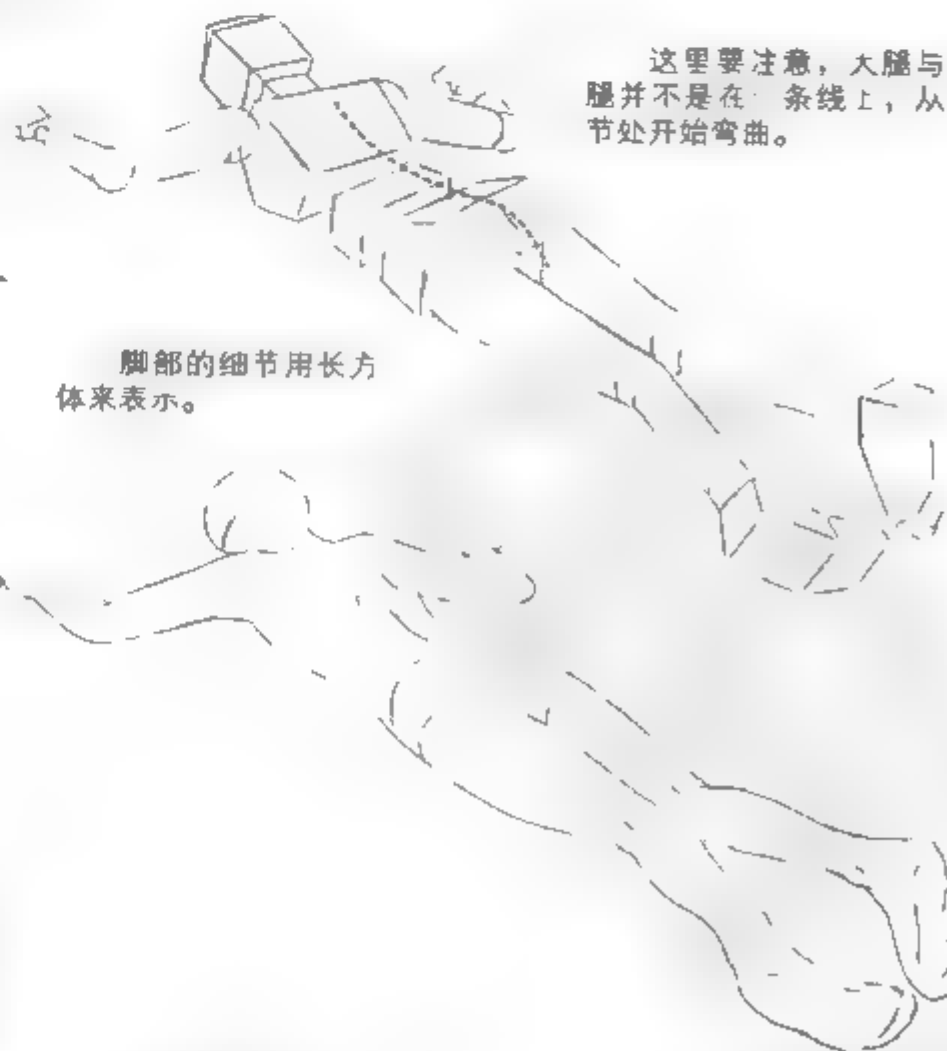 这里要注意，大腿与
腿并不是在 条线上，从
节处开始弯曲。
脚部的细节用长方
体来表示。